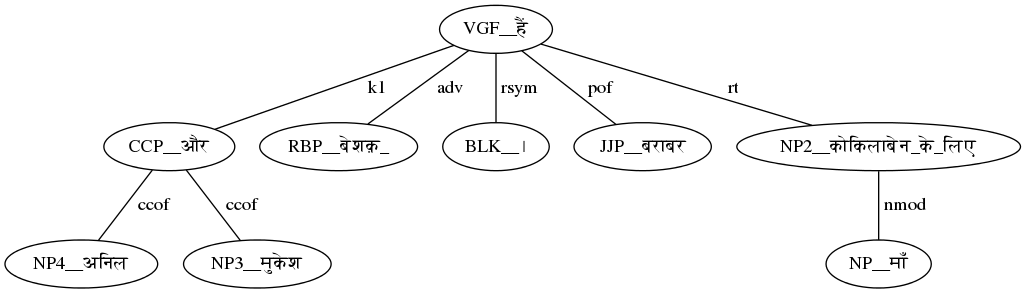 VGF__हैं
k1 adv rsym pof rt
CCP__और RBP__बेशक़_ BLK__। JJP__बराबर NP2__कोकिलाबेन_के_लिए
ccof ccof nmod
NP4__अनिल NP3__मुकेश NP__माँ